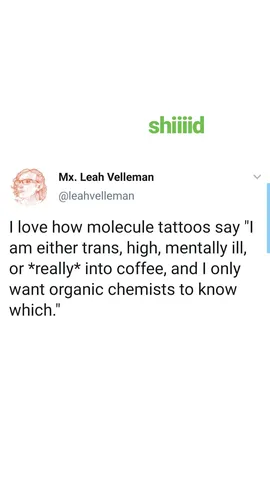 shiiiid
Mx. Leah Velleman
@leahvelleman
I love how molecule tattoos say "I
am either trans, high, mentally ill,
or *really* into coffee, and I only
want organic chemists to know
which."